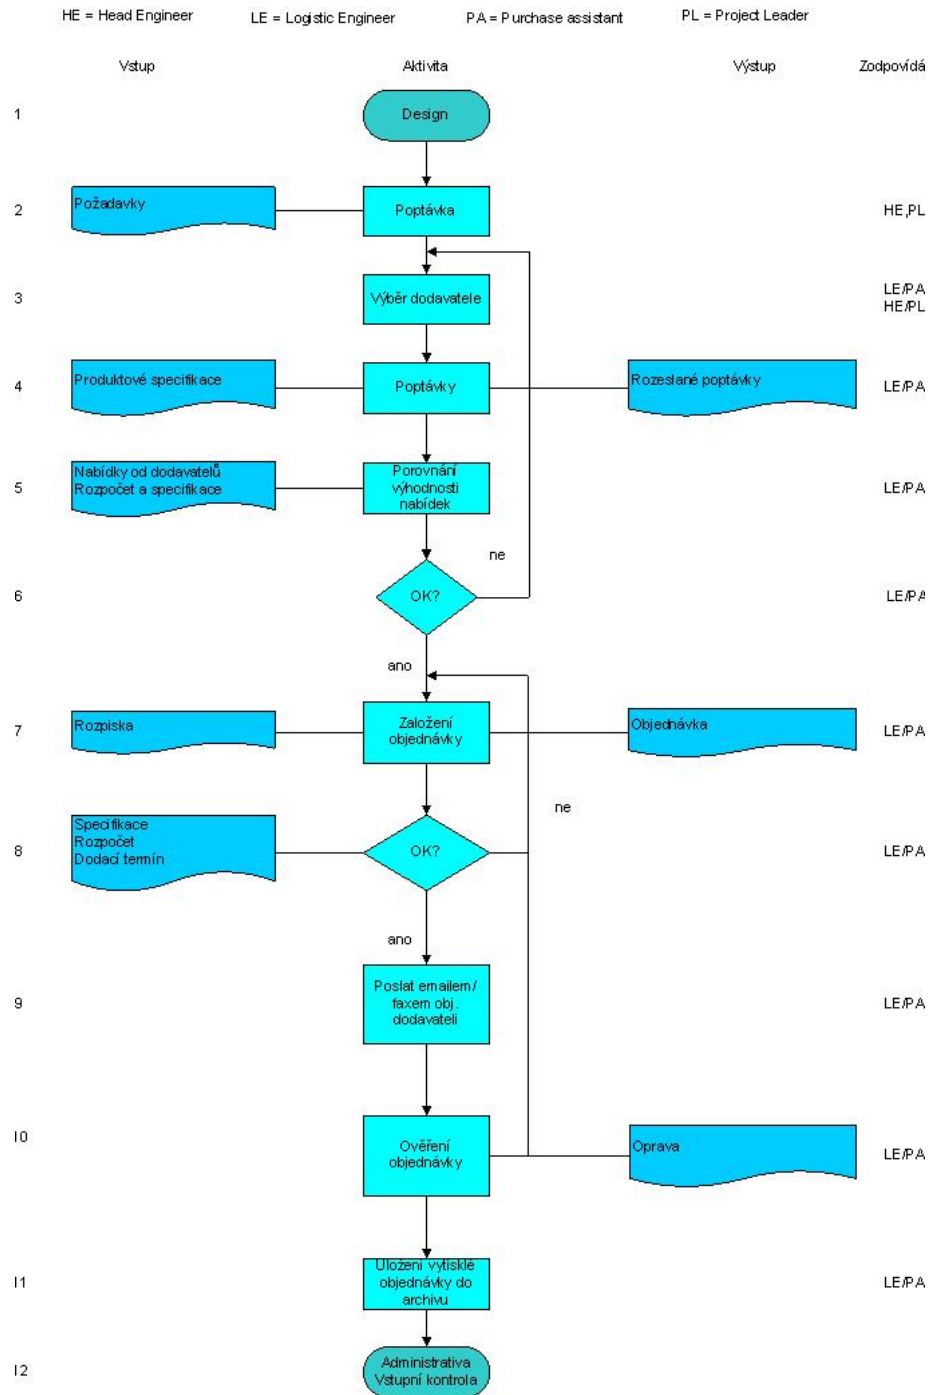 HE = Head Engineer LE = Logistic Engineer PA = Purchase assistant PL = Project Leader
Vstup Aktivita Výstup Zodpovídá
1 Design
2 Požadavky Poptávka HE,PL
3 Výběr dodavatele LE/PA
HE/PL
4 Produktové specifikace Poptávky Rozeslané poptávky LE/PA
5 Nabídky od dodavatelů
Rozpočet a specifikace
Porovnání
výhodnosti
nabídek
LE/PA
ne
6 OK? LE/PA
ano
7 Rozpiska Založení
objednávky
Objednávka LE/PA
ne
8 Specifikace
Rozpočet
Dodací termín
OK? LE/PA
ano
9 Poslat emailem/
faxem obj.
dodavateli
LE/PA
10 Ověření
objednávky
Oprava LE/PA
11 Uložení vytisklé
objednávky do
archivu
LE/PA
12 Administrativa
Vstupní kontrola